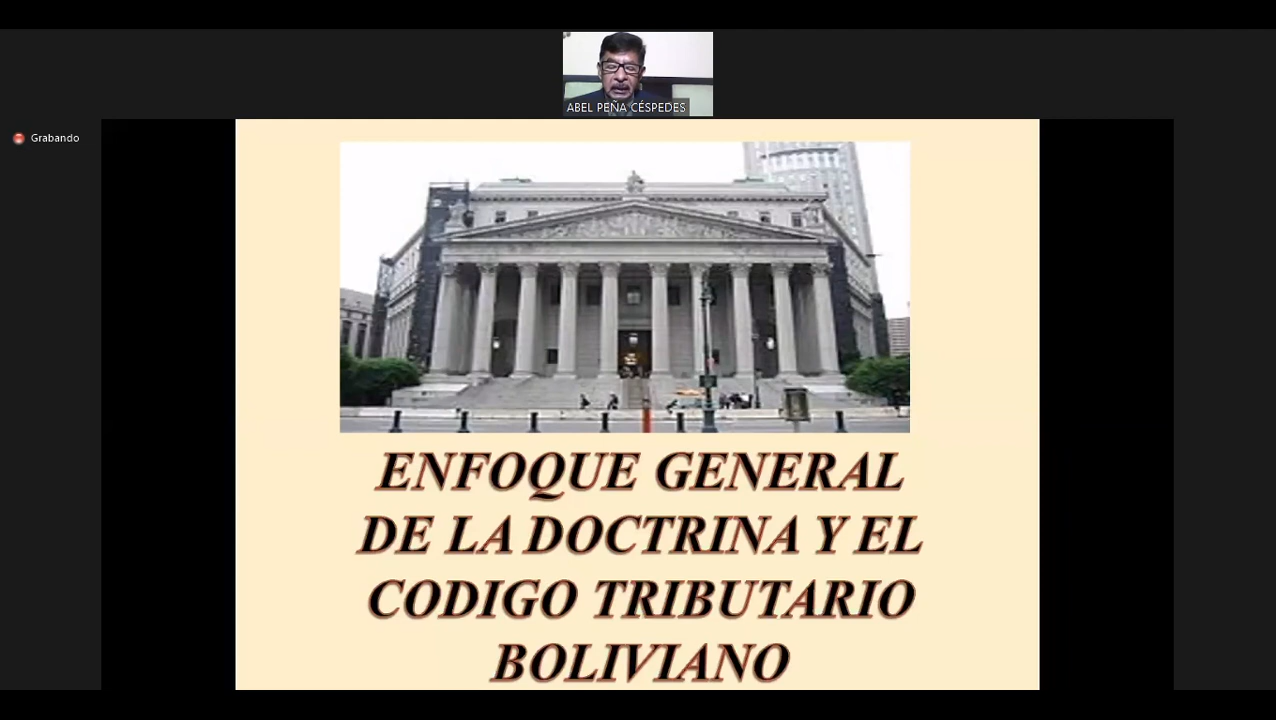 ABEL PEÑA CÉSPEDES
Grabando
ENFOQUE GENERAL
DE LA DOCTRINA Y EL
CODIGO TRIBUTARIO
BOLIVIANO